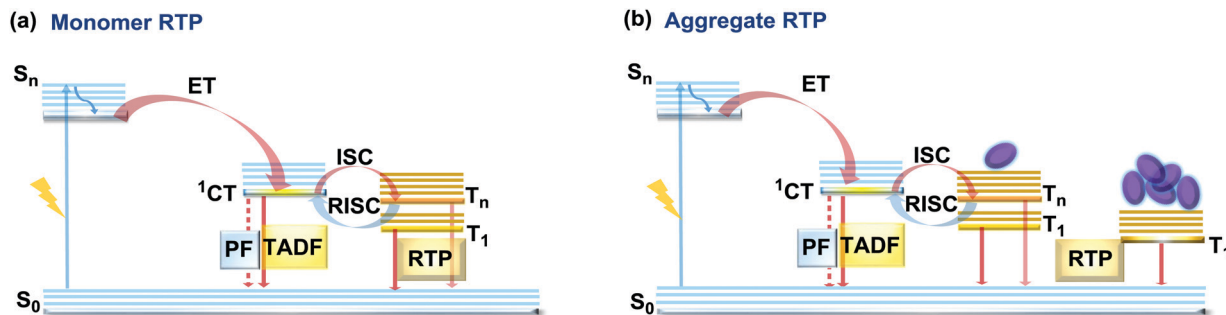 (a) Monomer RTP
Sn
ET
ISC
1CT
RISC
Tn
T1
PF
TADF
RTP
S0
(b) Aggregate RTP
Sn
ET
ISC
1CT
RISC
Tn
T1
PF
TADF
RTP
T1
S0